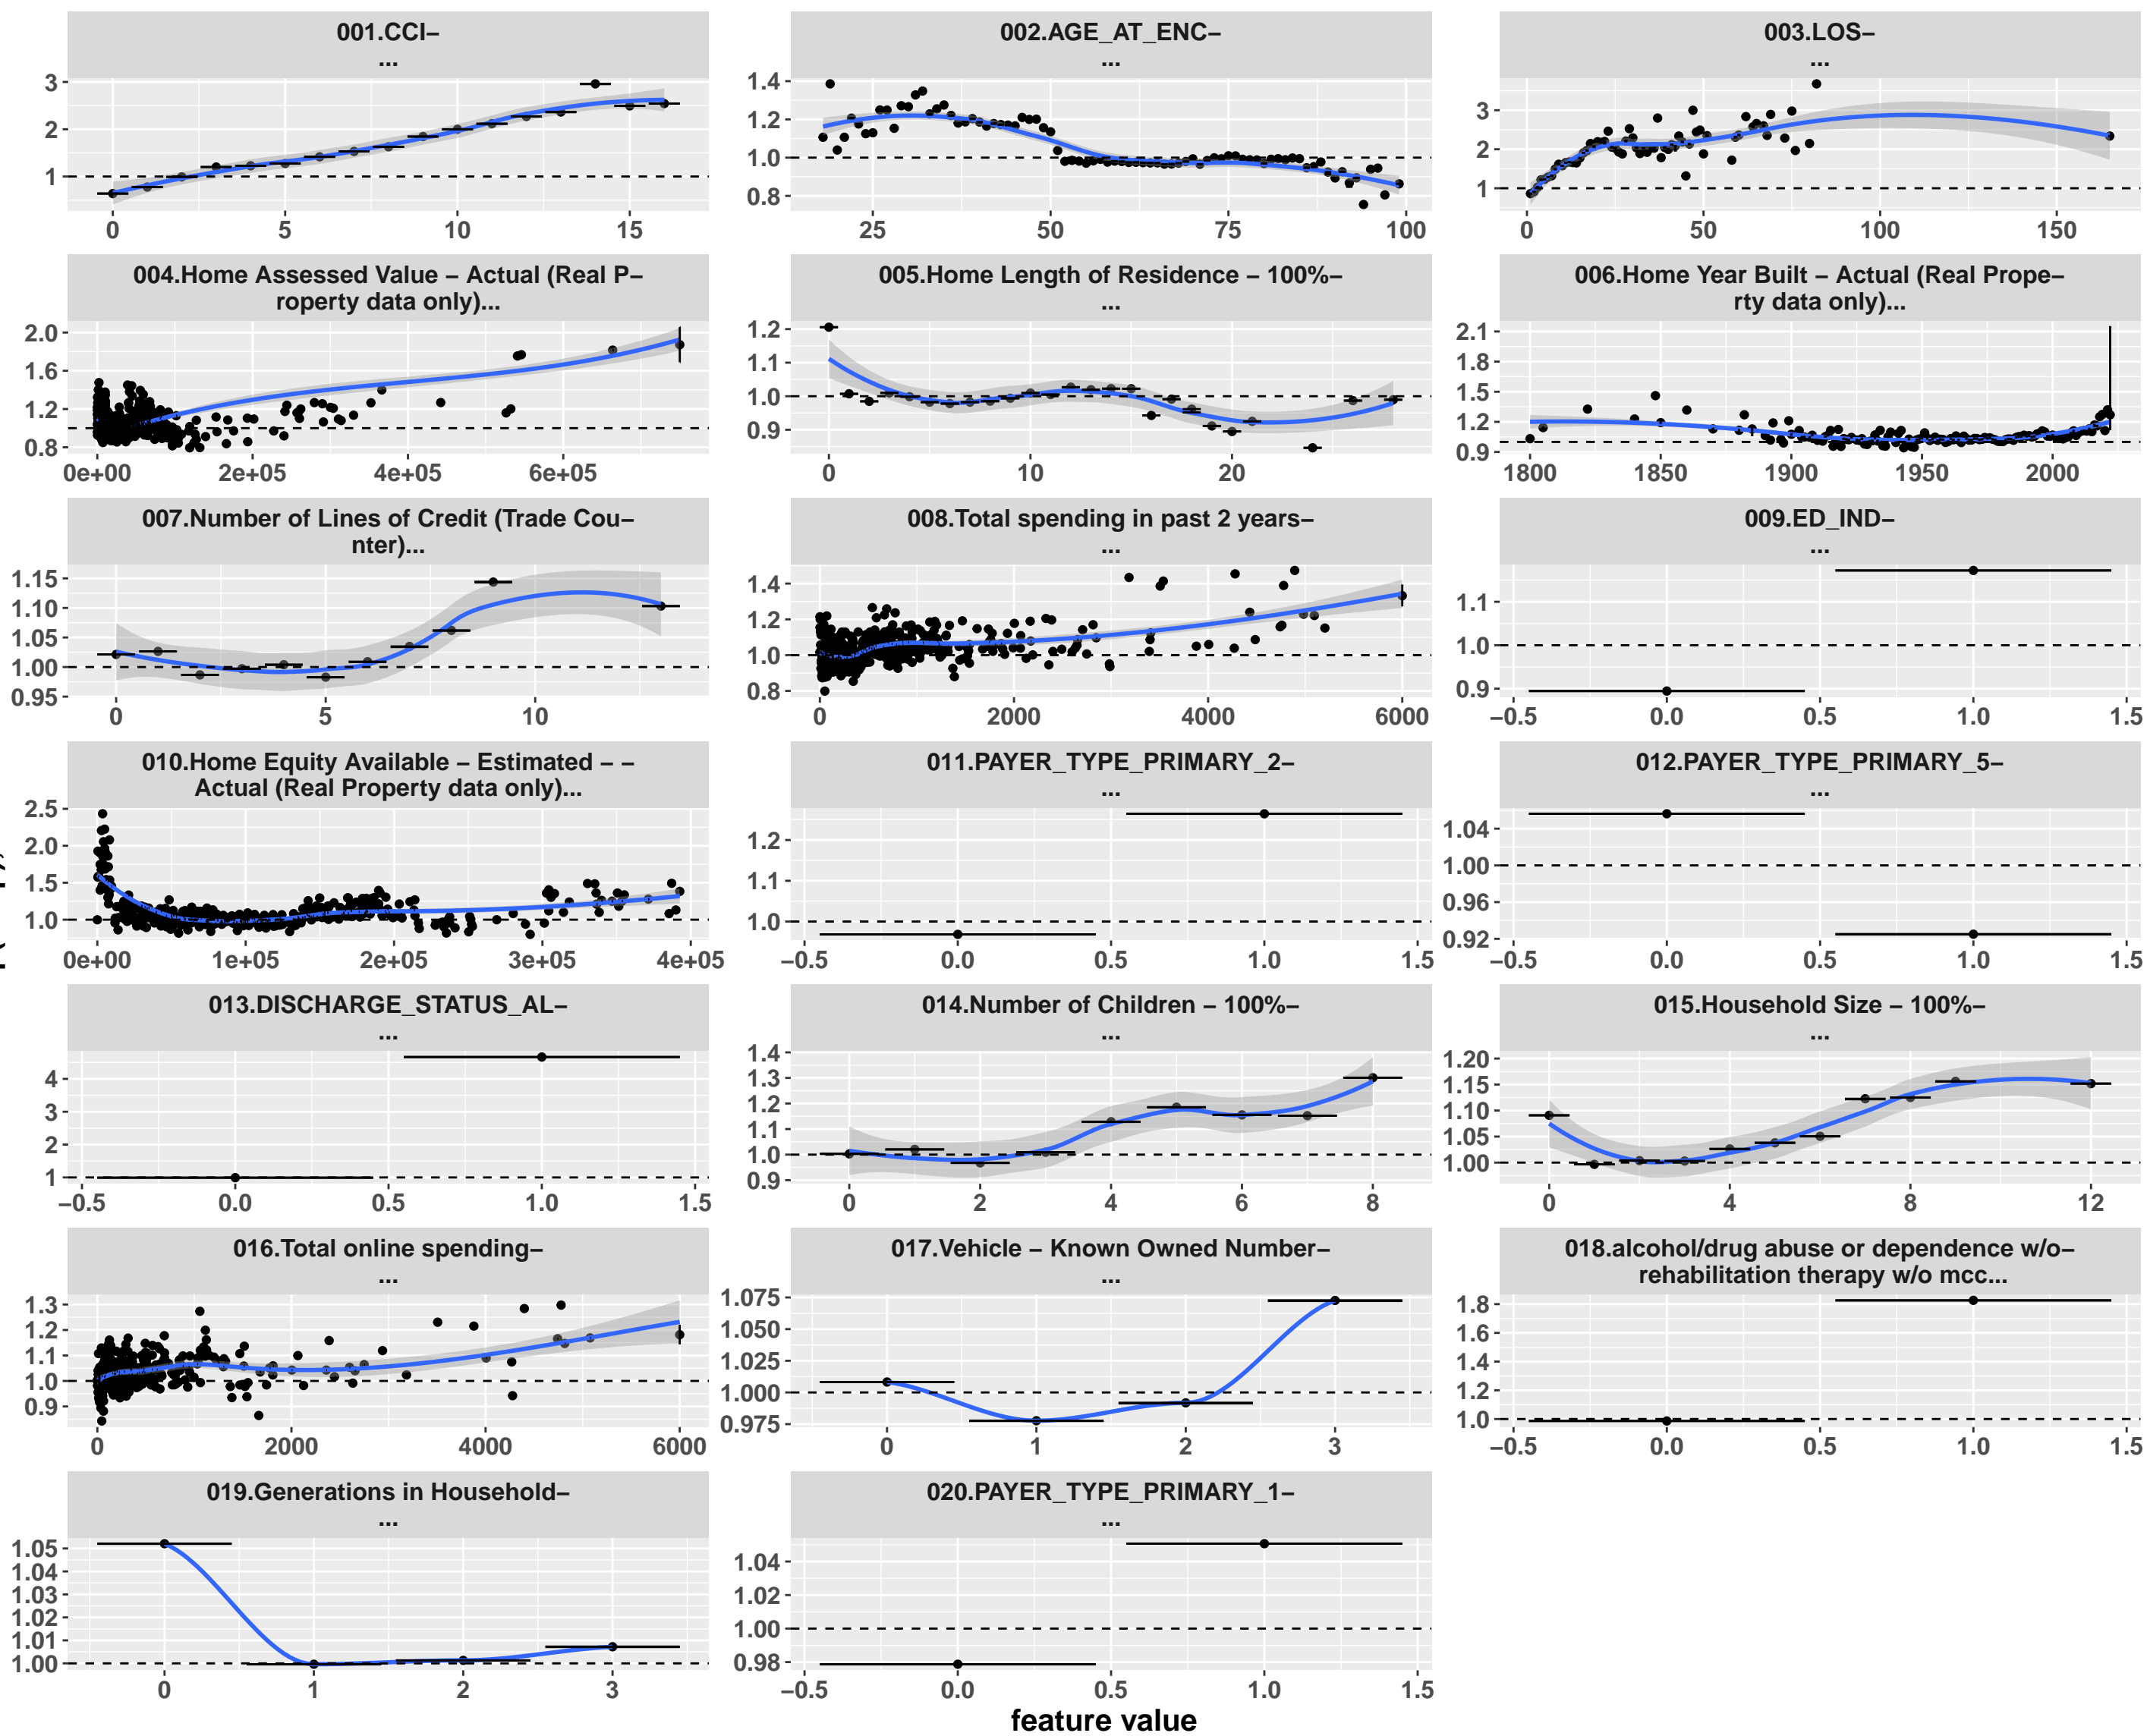 001.CCI–
...
002.AGE_AT_ENC–
...
003.LOS–
...
3
2
1
0 5 10 15
1.4
1.2
1.0
0.8
25 50 75 100
3
2
1
0 50 100 150
004.Home Assessed Value – Actual (Real P–
roperty data only)...
005.Home Length of Residence – 100%–
...
006.Home Year Built – Actual (Real Prope–
rty data only)...
2.0
1.6
1.2
0.8
0e+00 2e+05 4e+05 6e+05
1.2
1.1
1.0
0.9
0 10 20
2.1
1.8
1.5
1.2
0.9
1800 1850 1900 1950 2000
007.Number of Lines of Credit (Trade Cou–
nter)...
008.Total spending in past 2 years–
...
009.ED_IND–
...
1.15
1.10
1.05
1.00
0.95
0 5 10
1.4
1.2
1.0
0.8
0 2000 4000 6000
1.1
1.0
0.9
–0.5 0.0 0.5 1.0 1.5
010.Home Equity Available – Estimated – –
Actual (Real Property data only)...
011.PAYER_TYPE_PRIMARY_2–
...
012.PAYER_TYPE_PRIMARY_5–
...
2.5
2.0
1.5
1.0
0e+00 1e+05 2e+05 3e+05 4e+05
1.2
1.1
1.0
–0.5 0.0 0.5 1.0 1.5
1.04
1.00
0.96
0.92
–0.5 0.0 0.5 1.0 1.5
013.DISCHARGE_STATUS_AL–
...
014.Number of Children – 100%–
...
015.Household Size – 100%–
...
4
3
2
1
–0.5 0.0 0.5 1.0 1.5
1.4
1.3
1.2
1.1
1.0
0.9
0 2 4 6 8
1.20
1.15
1.10
1.05
1.00
0 4 8 12
016.Total online spending–
...
017.Vehicle – Known Owned Number–
...
018.alcohol/drug abuse or dependence w/o–
rehabilitation therapy w/o mcc...
1.3
1.2
1.1
1.0
0.9
0 2000 4000 6000
1.075
1.050
1.025
1.000
0.975
0 1 2 3
1.8
1.6
1.4
1.2
1.0
–0.5 0.0 0.5 1.0 1.5
019.Generations in Household–
...
020.PAYER_TYPE_PRIMARY_1–
...
1.05
1.04
1.03
1.02
1.01
1.00
0 1 2 3
1.04
1.02
1.00
0.98
–0.5 0.0 0.5 1.0 1.5
feature value